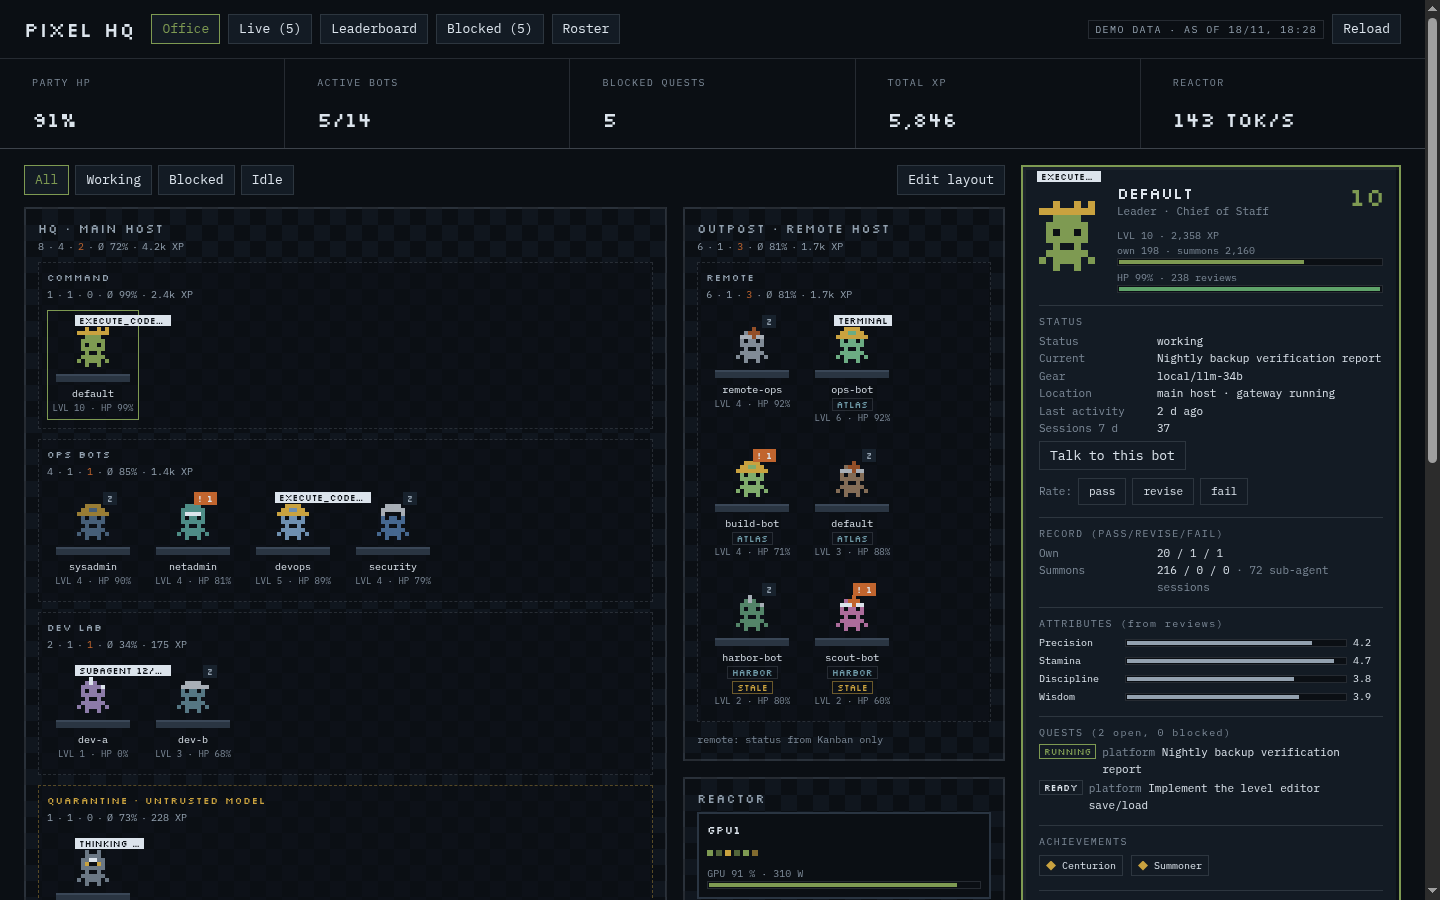 PIXEL HQ
Office
Live (5)
Leaderboard
Blocked (5)
Roster
DEMO DATA · AS OF 18/11, 18:28
Reload
PARTY HP
91%
ACTIVE BOTS
5/14
BLOCKED QUESTS
5
TOTAL XP
5,846
REACTOR
143 TOK/S
All
Working
Blocked
Idle
Edit layout
HQ · MAIN HOST
8 · 4 · 2 · Ø 72% · 4.2k XP
COMMAND
1 · 1 · 0 · Ø 99% · 2.4k XP
EXECUTE_CODE…
default
LVL 10 · HP 99%
OPS BOTS
4 · 1 · 1 · Ø 85% · 1.4k XP
Z
! 1
EXECUTE_CODE…
Z
sysadmin
netadmin
devops
security
LVL 4 · HP 90%
LVL 4 · HP 81%
LVL 5 · HP 89%
LVL 4 · HP 79%
DEV LAB
2 · 1 · 1 · Ø 34% · 175 XP
SUBAGENT 12/…
Z
dev-a
dev-b
LVL 1 · HP 0%
LVL 3 · HP 68%
QUARANTINE · UNTRUSTED MODEL
1 · 1 · 0 · Ø 73% · 228 XP
THINKING …
OUTPOST · REMOTE HOST
6 · 1 · 3 · Ø 81% · 1.7k XP
REMOTE
6 · 1 · 3 · Ø 81% · 1.7k XP
Z
TERMINAL
remote-ops
ops-bot
LVL 4 · HP 92%
ATLAS
LVL 6 · HP 92%
! 1
Z
build-bot
default
ATLAS
ATLAS
LVL 4 · HP 71%
LVL 3 · HP 88%
Z
! 1
harbor-bot
scout-bot
HARBOR
HARBOR
STALE
STALE
LVL 2 · HP 80%
LVL 2 · HP 60%
remote: status from Kanban only
REACTOR
GPU1
GPU 91 % · 310 W
EXECUTE…
DEFAULT
10
Leader · Chief of Staff
LVL 10 · 2,358 XP
own 198 · summons 2,160
HP 99% · 238 reviews
STATUS
Status working
Current Nightly backup verification report
Gear local/llm-34b
Location main host · gateway running
Last activity 2 d ago
Sessions 7 d 37
Talk to this bot
Rate:
pass
revise
fail
RECORD (PASS/REVISE/FAIL)
Own 20 / 1 / 1
Summons 216 / 0 / 0 · 72 sub-agent
sessions
ATTRIBUTES (from reviews)
Precision 4.2
Stamina 4.7
Discipline 3.8
Wisdom 3.9
QUESTS (2 open, 0 blocked)
RUNNING platform Nightly backup verification
report
READY platform Implement the level editor
save/load
ACHIEVEMENTS
Centurion
Summoner